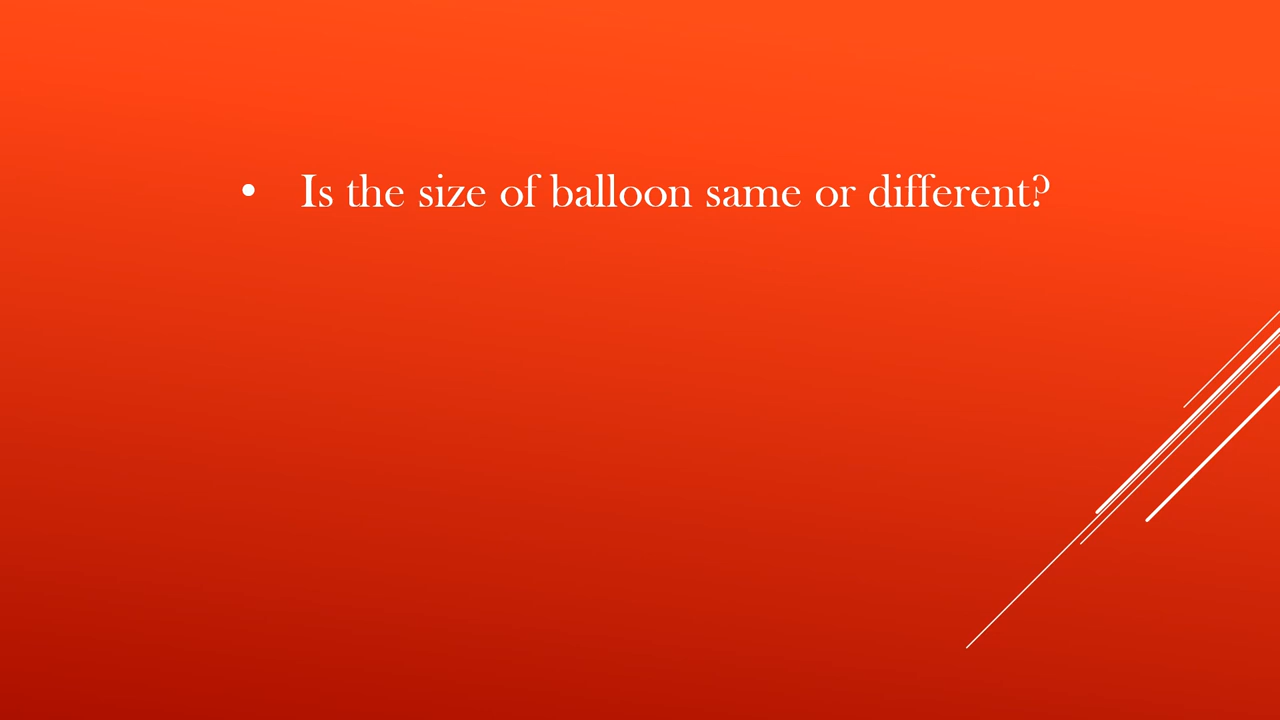 • Is the size of balloon same or different?